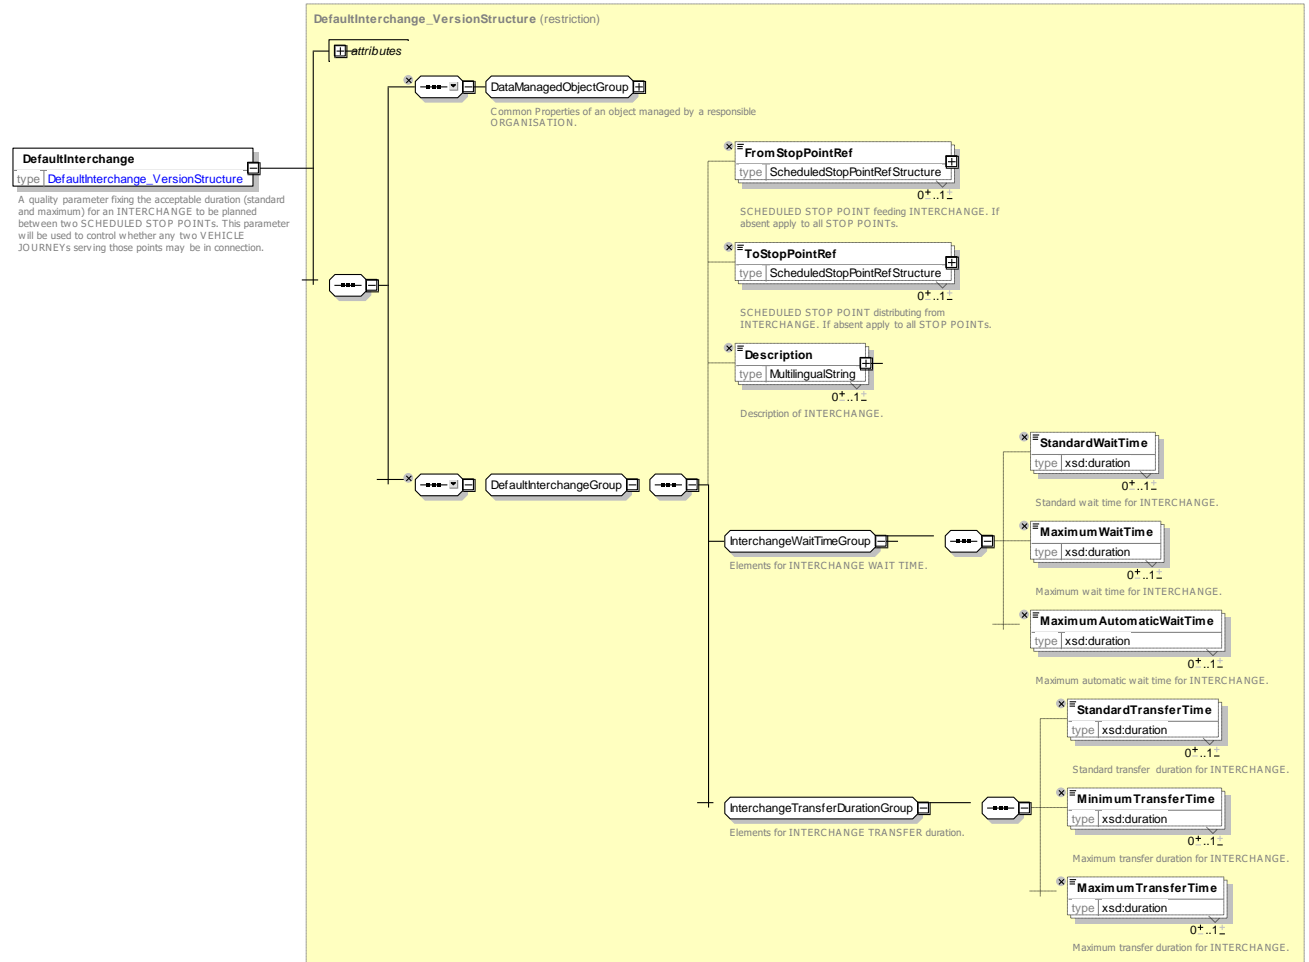 DefaultInterchange_VersionStructure (restriction)
attributes
DataManagedObjectGroup
Common Properties of an object managed by a responsible
ORGANISATION.
DefaultInterchange
type DefaultInterchange_VersionStructure
A quality parameter fixing the acceptable duration (standard
and maximum) for an INTERCHANGE to be planned
between two SCHEDULED STOP POINTs. This parameter
will be used to control whether any two VEHICLE
JOURNEYs serving those points may be in connection.
FromStopPointRef
type ScheduledStopPointRefStructure
0..1
SCHEDULED STOP POINT feeding INTERCHANGE. If
absent apply to all STOP POINTs.
ToStopPointRef
type ScheduledStopPointRefStructure
0..1
SCHEDULED STOP POINT distributing from
INTERCHANGE. If absent apply to all STOP POINTs.
Description
type MultilingualString
0..1
Description of INTERCHANGE.
DefaultInterchangeGroup
InterchangeWaitTimeGroup
Elements for INTERCHANGE WAIT TIME.
StandardWaitTime
type xsd:duration
0..1
Standard wait time for INTERCHANGE.
MaximumWaitTime
type xsd:duration
0..1
Maximum wait time for INTERCHANGE.
MaximumAutomaticWaitTime
type xsd:duration
0..1
Maximum automatic wait time for INTERCHANGE.
InterchangeTransferDurationGroup
Elements for INTERCHANGE TRANSFER duration.
StandardTransferTime
type xsd:duration
0..1
Standard transfer duration for INTERCHANGE.
MinimumTransferTime
type xsd:duration
0..1
Maximum transfer duration for INTERCHANGE.
MaximumTransferTime
type xsd:duration
0..1
Maximum transfer duration for INTERCHANGE.